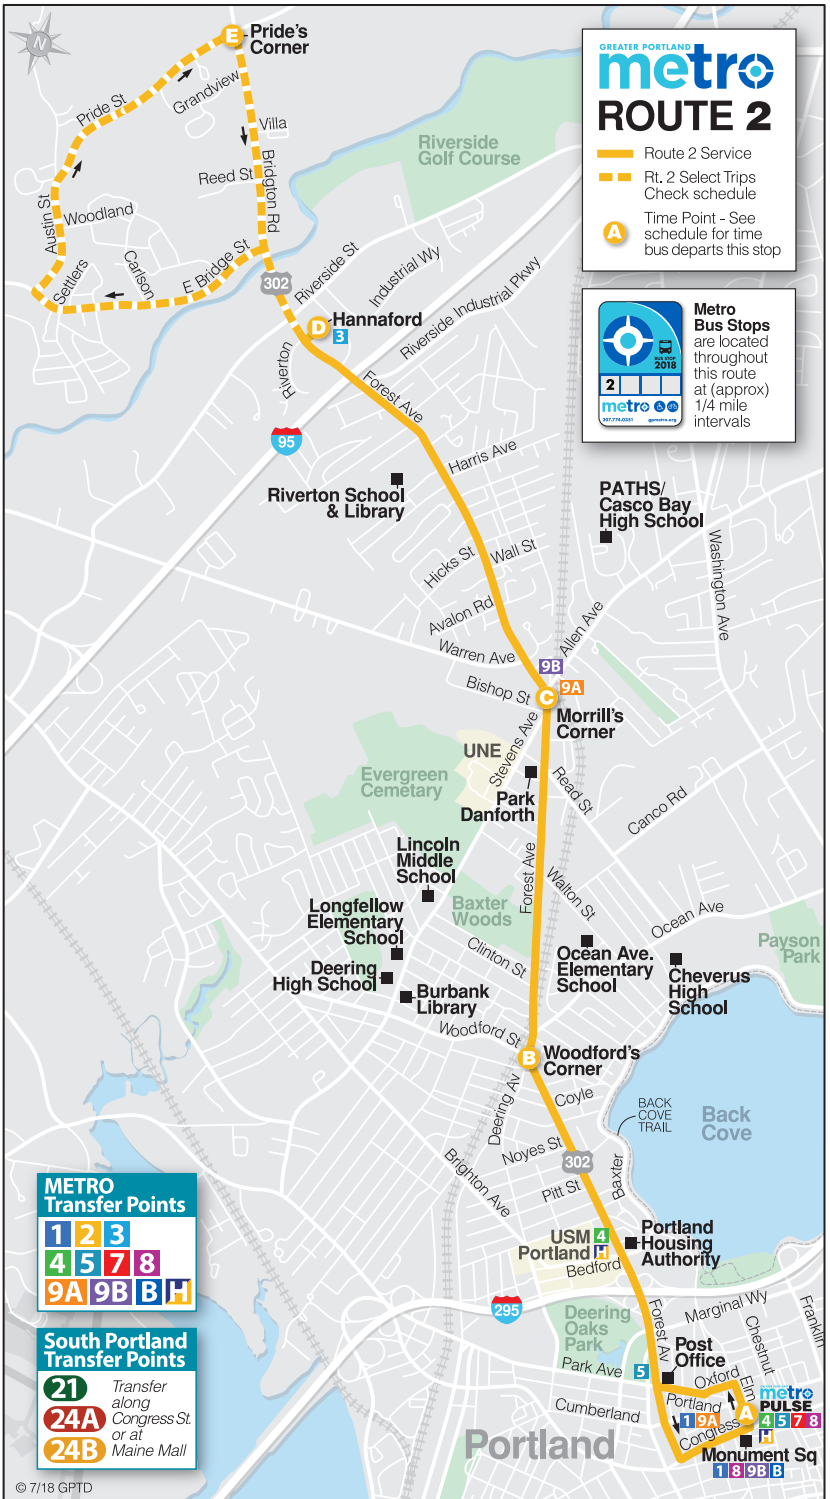 N
E
Pride's
Corner
Pride St
Grandview
Villa
Bridgton Rd
Reed St
Austin St
Woodland
Settlers
Carlson
E Bridge St
302
Riverside
Golf Course
Riverside St
Industrial Wy
Riverside Industrial Pkwy
D
Hannaford
3
Riverton
Forest Ave
95
Harris Ave
Riverton School
& Library
PATHS/
Casco Bay
High School
Washington Ave
Hicks St
Wall St
Avalon Rd
Allen Ave
Warren Ave
9B
Bishop St
9A
C
Morrill's
Corner
Stevens Ave
UNE
Evergreen
Cemetary
Park
Danforth
Read St
Canco Rd
Lincoln
Middle
School
Forest Ave
Walton St
Baxter
Woods
Longfellow
Elementary
School
Ocean Ave
Payson
Park
Clinton St
Ocean Ave.
Elementary
School
Deering
High School
Cheverus
High
School
Burbank
Library
Woodford St
B
Woodford's
Corner
Deering Av
Coyle
BACK
COVE
TRAIL
Back
Cove
Noyes St
302
Brighton Ave
Pitt St
Baxter
USM
Portland
4
H
Portland
Housing
Authority
Bedford
295
Deering
Oaks
Park
Forest Av
Marginal Wy
Franklin
Chestnut
Post
Office
Park Ave
5
Oxford
Elm
Portland
Cumberland
1 9A
Congress
A
metro
PULSE
4 5 7 8
H
Portland
Monument Sq
1 8 9B B
GREATER PORTLAND
metro
ROUTE 2
Route 2 Service
Rt. 2 Select Trips
Check schedule
A
Time Point - See
schedule for time
bus departs this stop
BUS STOP
2018
2
metro
207.774.0351
gpmetro.org
Metro
Bus Stops
are located
throughout
this route
at (approx)
1/4 mile
intervals
METRO
Transfer Points
1 2 3
4 5 7 8
9A 9B B H
South Portland
Transfer Points
21
24A
24B
Transfer
along
Congress St.
or at
Maine Mall
© 7/18 GPTD